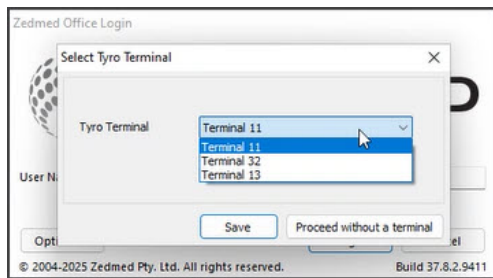 Zedmed Office Login
Select Tyro Terminal
Tyro Terminal
Terminal 11
Terminal 11
Terminal 32
Terminal 13
User N
Save
Proceed without a terminal
Opti
el
© 2004-2025 Zedmed Pty. Ltd. All rights reserved.
Build 37.8.2.9411